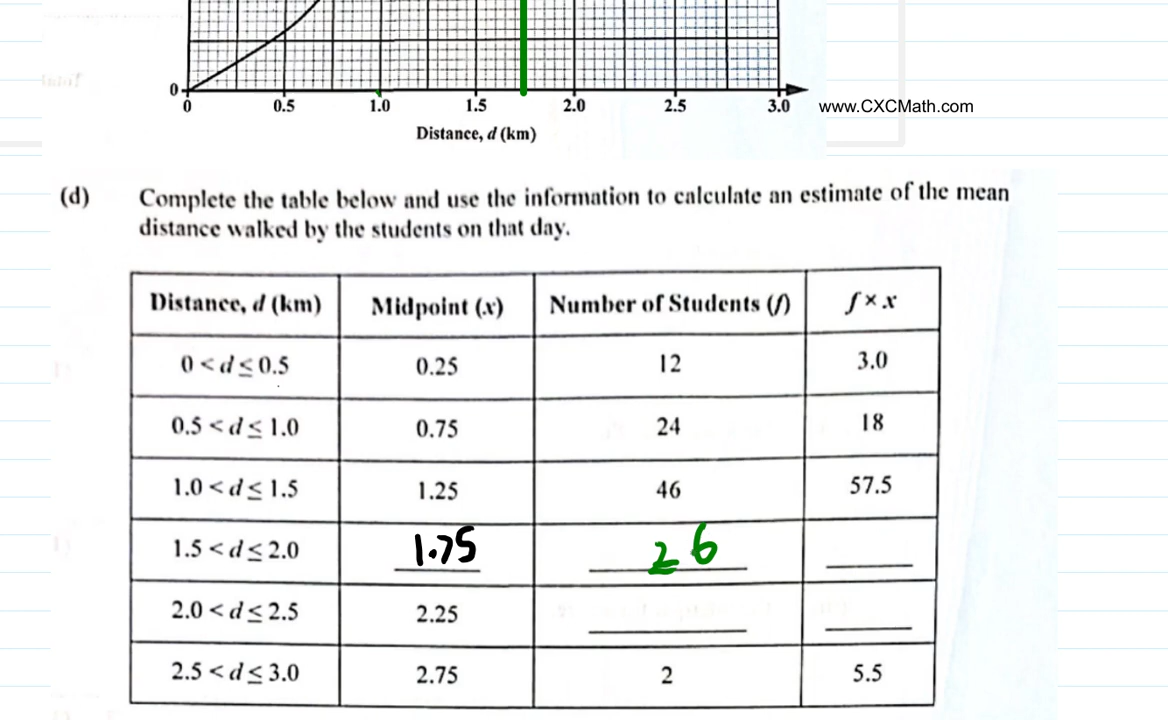 0
0 0.5 1.0 1.5 2.0 2.5 3.0 www.CXCMath.com
Distance, d (km)
(d) Complete the table below and use the information to calculate an estimate of the mean
distance walked by the students on that day.
Distance, d (km) Midpoint (x) Number of Students (f) f × x
0 < d ≤ 0.5 0.25 12 3.0
0.5 < d ≤ 1.0 0.75 24 18
1.0 < d ≤ 1.5 1.25 46 57.5
1.5 < d ≤ 2.0 1.75 26
2.0 < d ≤ 2.5 2.25
2.5 < d ≤ 3.0 2.75 2 5.5